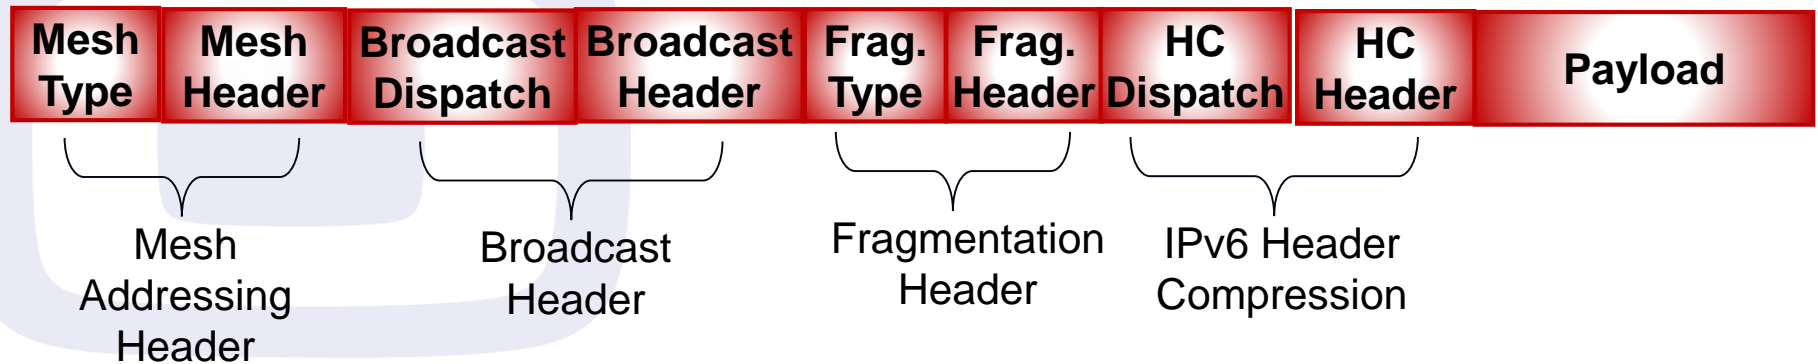 Mesh Type
Mesh Header
Broadcast Dispatch
Broadcast Header
Frag. Type
Frag. Header
HC Dispatch
HC Header
Payload
Mesh
Addressing
Header
Broadcast
Header
Fragmentation
Header
IPv6 Header
Compression